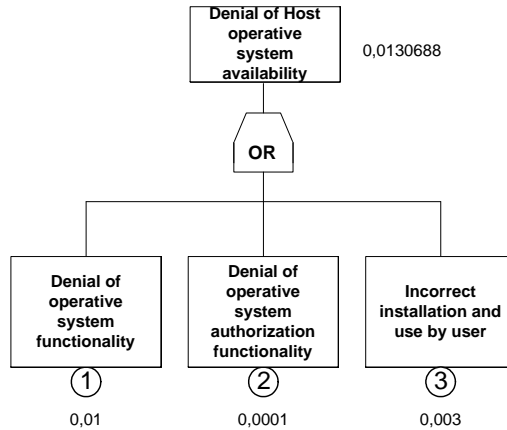 Denial of Host
operative
system
availability
0,0130688
OR
Denial of
operative
system
functionality
Denial of
operative
system
authorization
functionality
Incorrect
installation and
use by user
1
2
3
0,01
0,0001
0,003